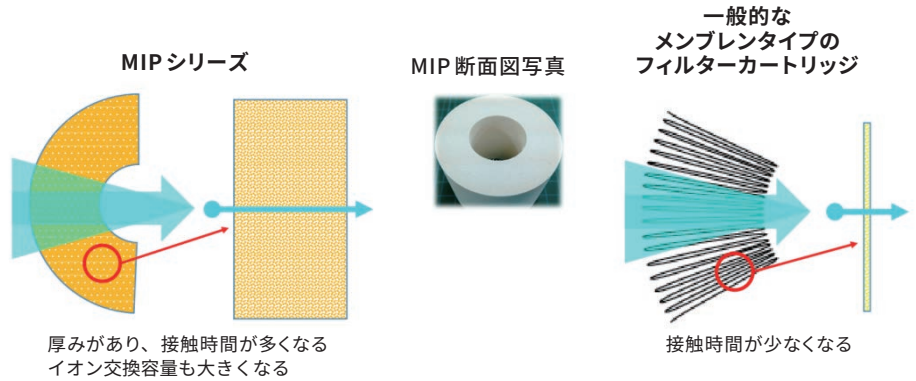 MIPシリーズ
厚みがあり、接触時間が多くなる
イオン交換容量も大きくなる
MIP断面図写真
一般的な
メンブレンタイプの
フィルターカートリッジ
接触時間が少なくなる